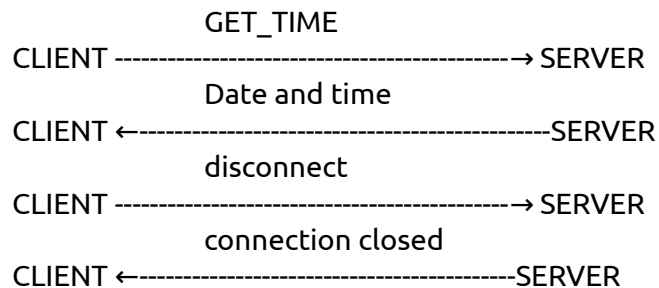 GET_TIME
CLIENT --------------------------------------------→ SERVER
Date and time
CLIENT ←----------------------------------------------SERVER
disconnect
CLIENT --------------------------------------------→ SERVER
connection closed
CLIENT ←------------------------------------------SERVER